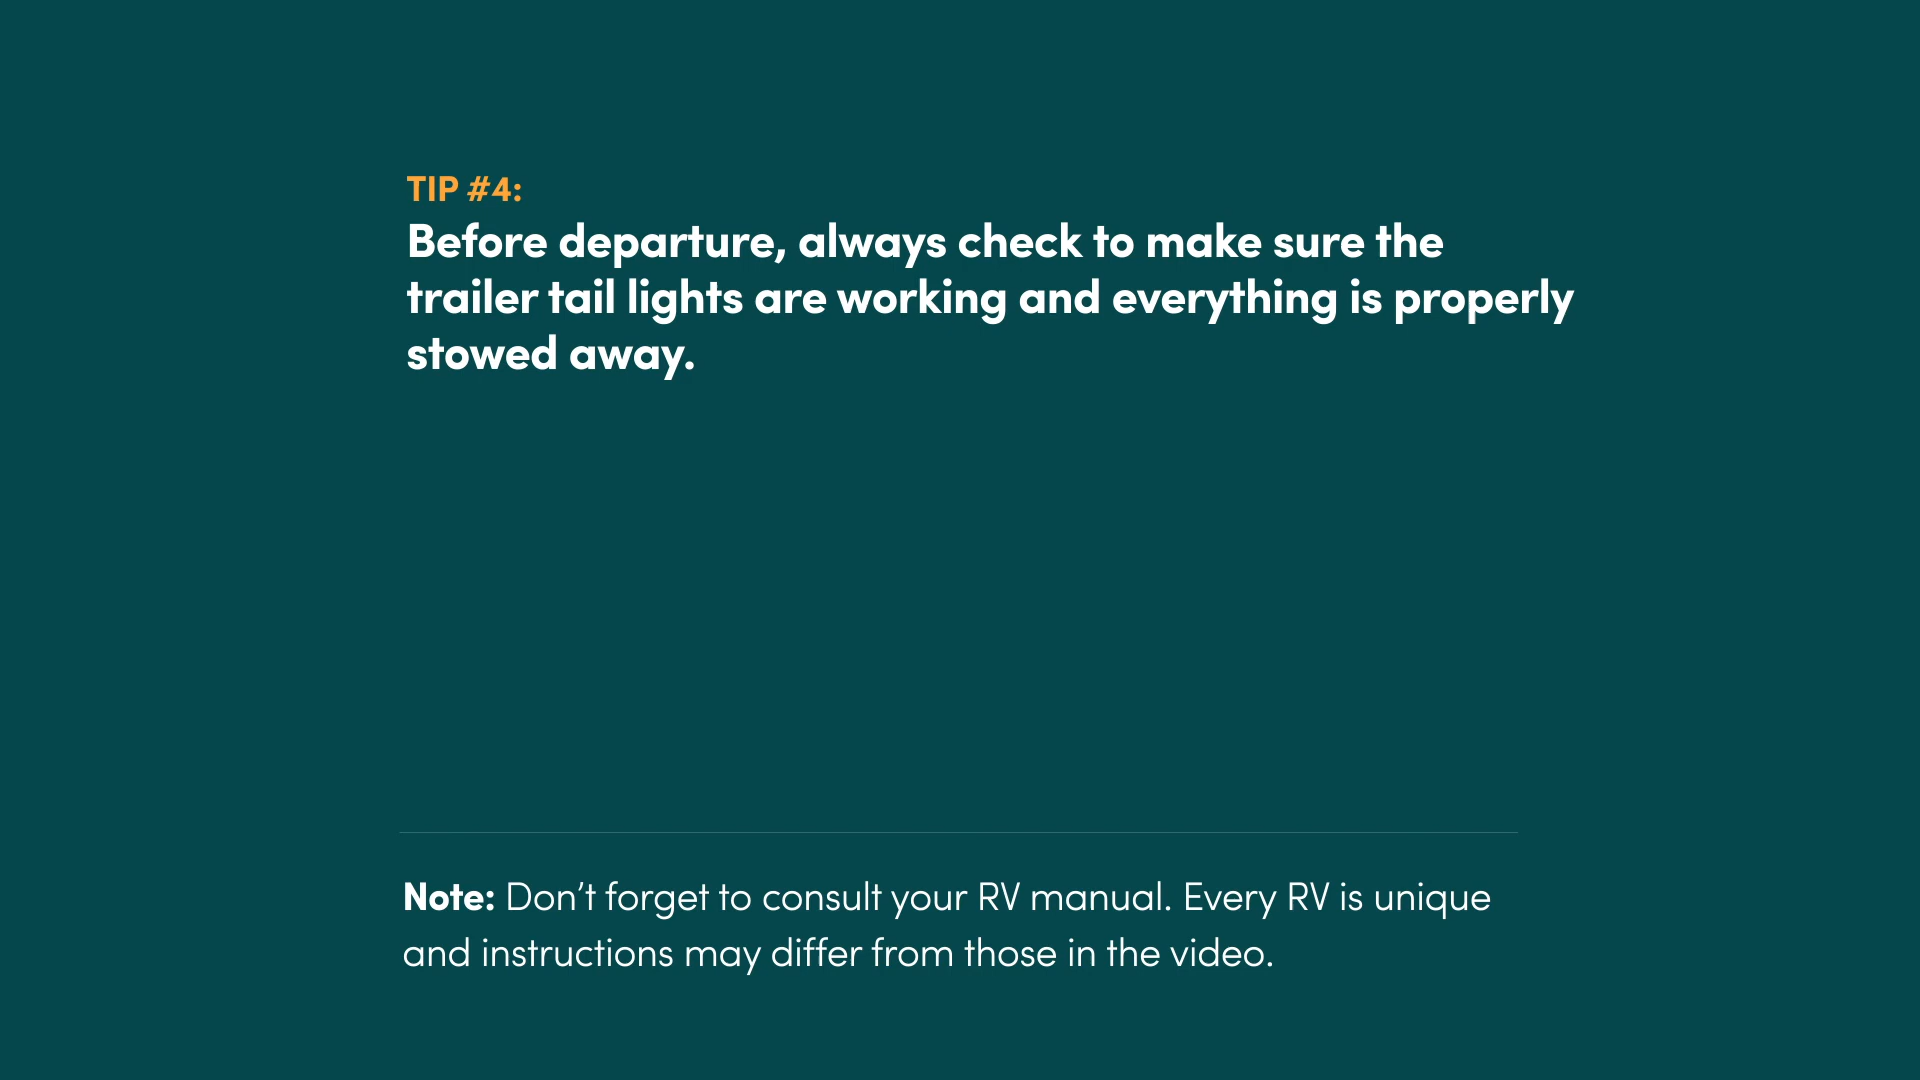 TIP #4:
Before departure, always check to make sure the
trailer tail lights are working and everything is properly
stowed away.
Note: Don’t forget to consult your RV manual. Every RV is unique
and instructions may differ from those in the video.